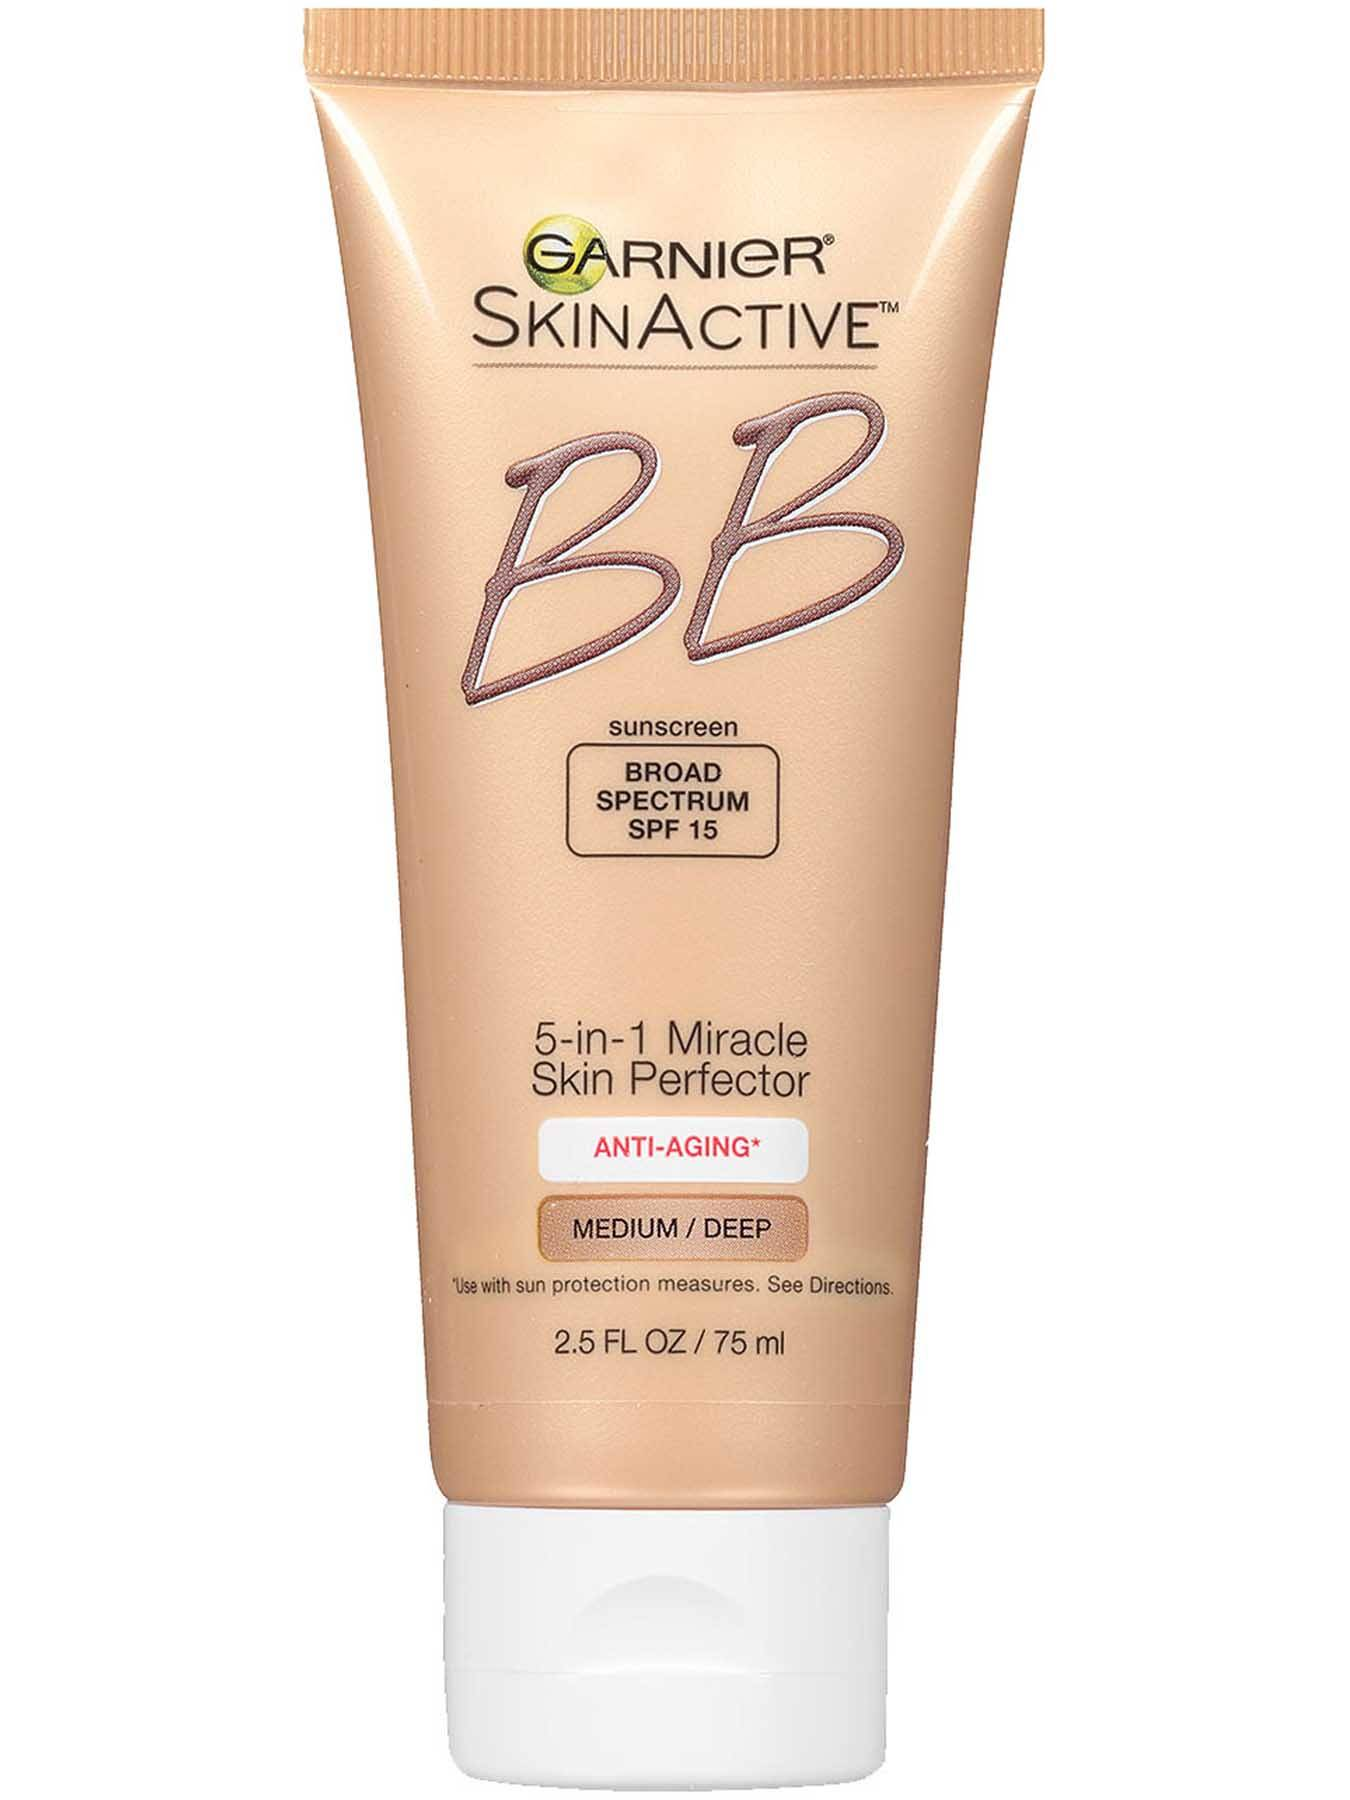 GARNIER®
SKINACTIVE™
BB
sunscreen
BROAD
SPECTRUM
SPF 15
5-in-1 Miracle
Skin Perfector
ANTI-AGING*
MEDIUM / DEEP
*Use with sun protection measures. See Directions.
2.5 FL OZ / 75 ml